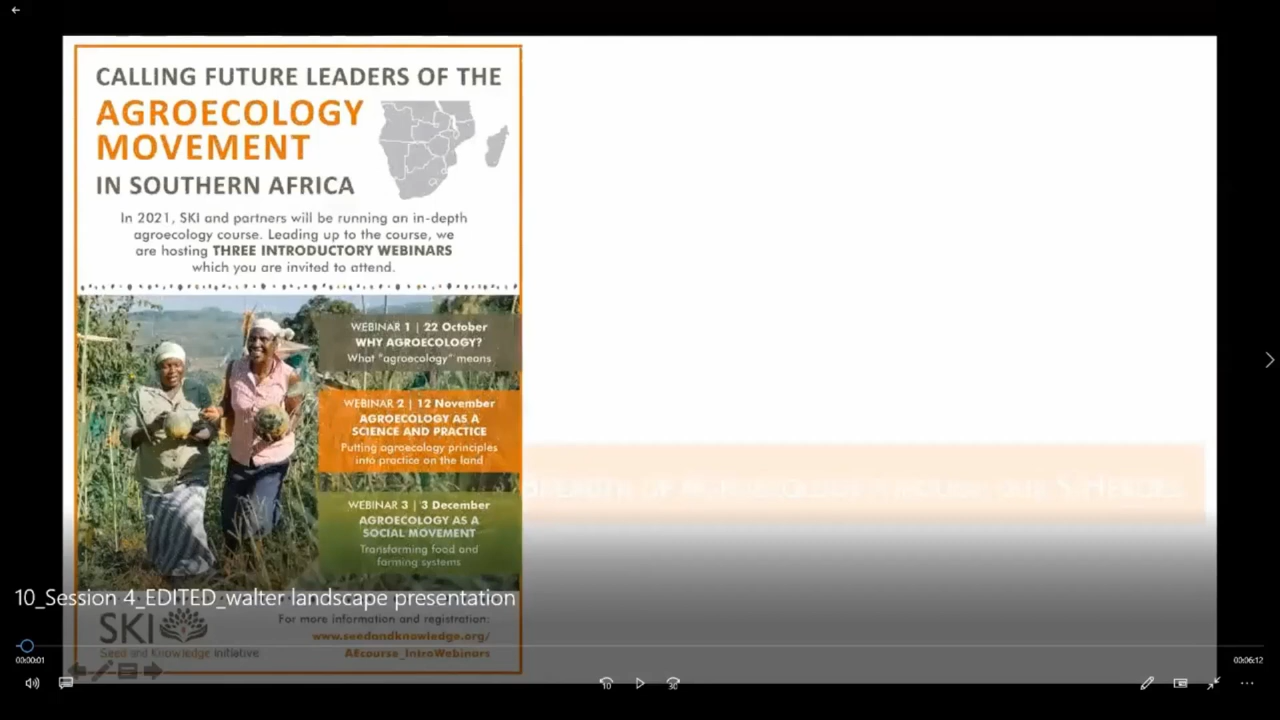 CALLING FUTURE LEADERS OF THE
AGROECOLOGY
MOVEMENT
IN SOUTHERN AFRICA
In 2021, SKI and partners will be running an in-depth
agroecology course. Leading up to the course, we
are hosting THREE INTRODUCTORY WEBINARS
which you are invited to attend.
WEBINAR 1 | 22 October
WHY AGROECOLOGY?
What "agroecology" means
WEBINAR 2 | 12 November
AGROECOLOGY AS A
SCIENCE AND PRACTICE
Putting agroecology principles
into practice on the land
WEBINAR 3 | 3 December
AGROECOLOGY AS A
SOCIAL MOVEMENT
Transforming food and
farming systems
10_Session 4_EDITED_walter landscape presentation
SKI
Seed and Knowledge Initiative
For more information and registration:
www.seedandknowledge.org/
AEcourse_IntroWebinars
00:00:01
00:06:12
10
30